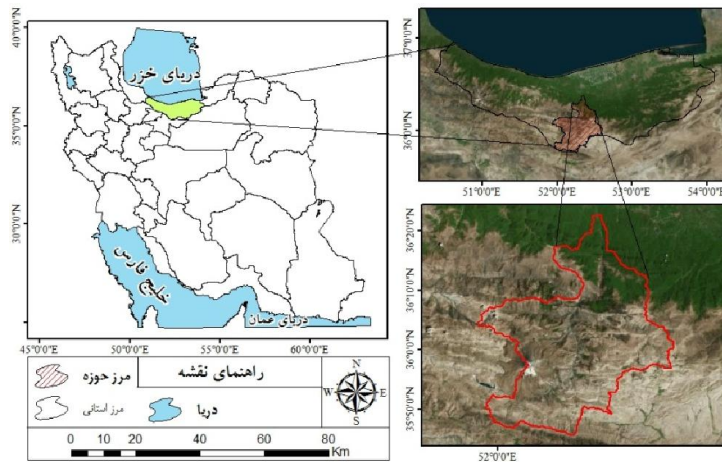 40°0'0"N
35°0'0"N
30°0'0"N
دریای خزر
خلیج فارس
دریای عمان
45°0'0"E 50°0'0"E 55°0'0"E 60°0'0"E
37°0'0"N
36°0'0"N
51°0'0"E 52°0'0"E 53°0'0"E 54°0'0"E
36°20'0"N
36°10'0"N
36°0'0"N
35°50'0"N
52°0'0"E
راهنمای نقشه
مرز حوزه
مرز استانی
دریا
N
W E
S
0 10 20 40 60 80
Km